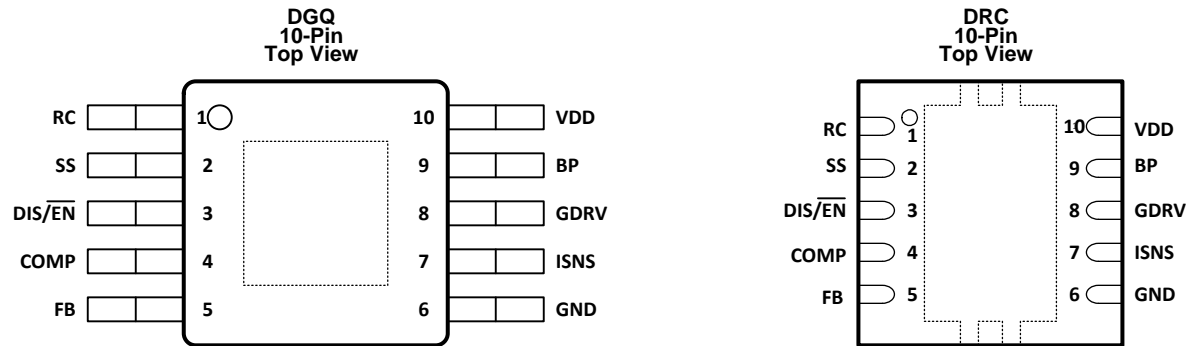 DGQ
10-Pin
Top View
RC 1 10 VDD
SS 2 9 BP
DIS/EN 3 8 GDRV
COMP 4 7 ISNS
FB 5 6 GND
DRC
10-Pin
Top View
RC 1 10 VDD
SS 2 9 BP
DIS/EN 3 8 GDRV
COMP 4 7 ISNS
FB 5 6 GND